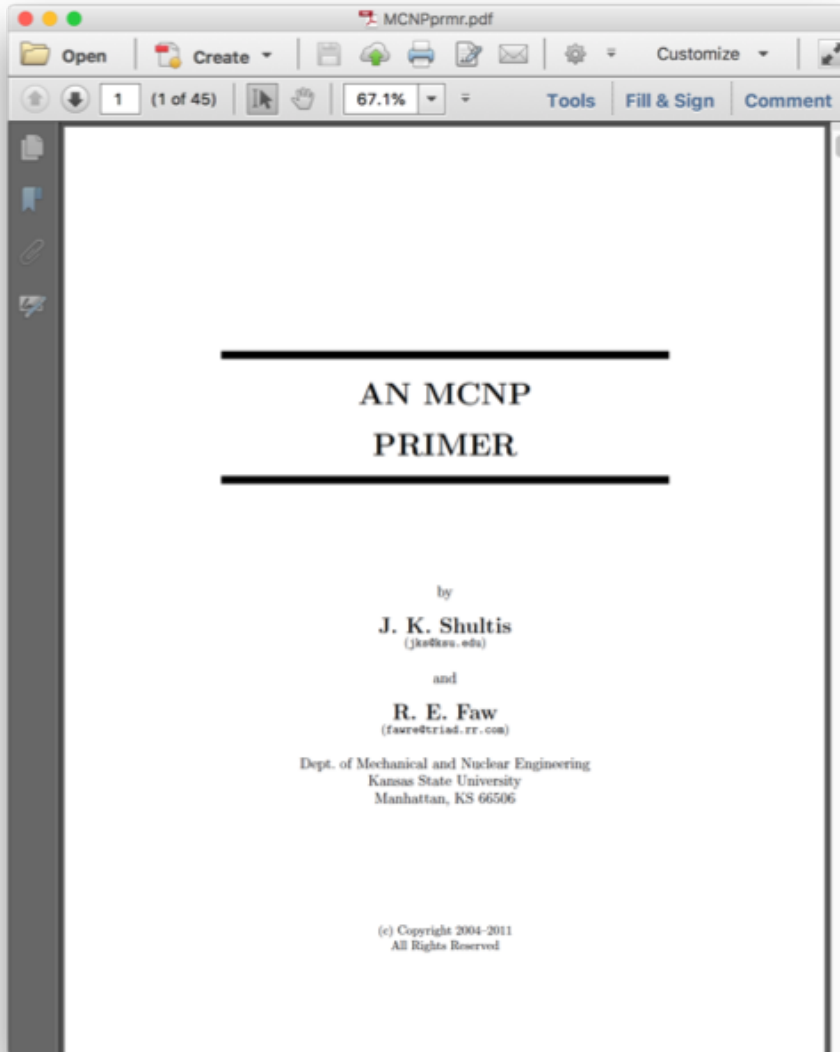 MCNPprmr.pdf
Open Create Customize
1 (1 of 45) 67.1% Tools Fill & Sign Comment
AN MCNP
PRIMER
by
J. K. Shultis
(jks@ksu.edu)
and
R. E. Faw
(fawre@triad.rr.com)
Dept. of Mechanical and Nuclear Engineering
Kansas State University
Manhattan, KS 66506
(c) Copyright 2004–2011
All Rights Reserved